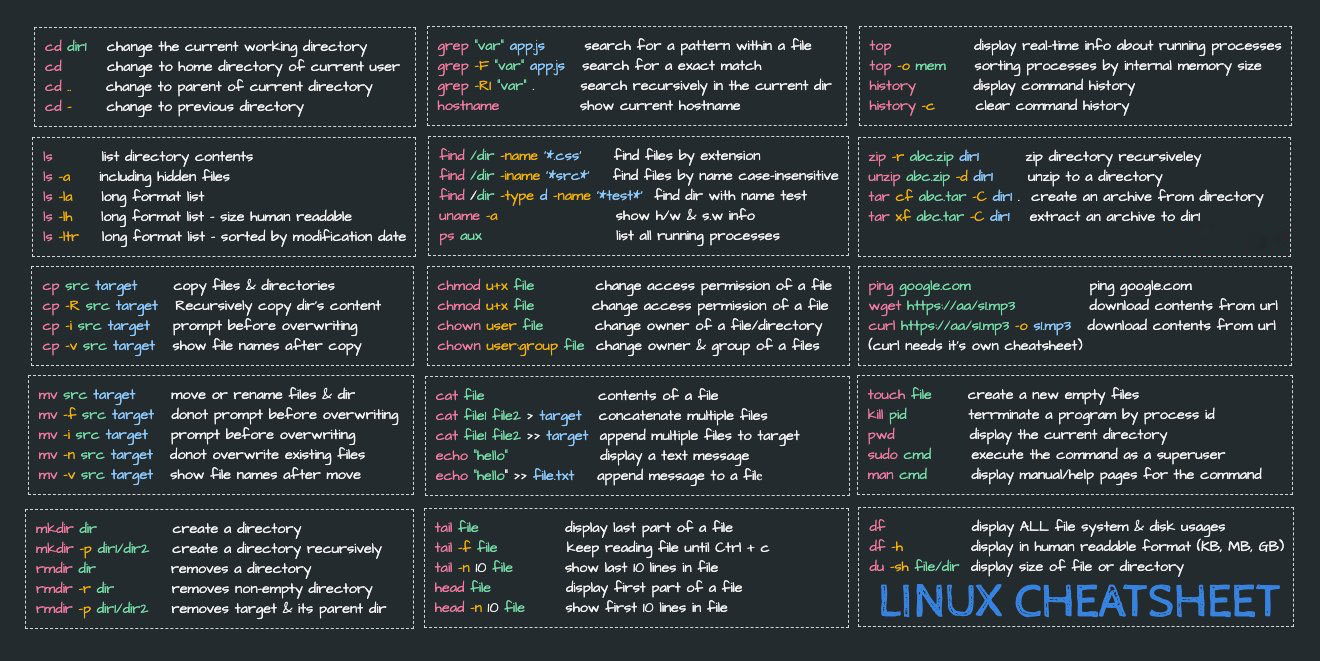 cd dir1 change the current working directory
cd change to home directory of current user
cd .. change to parent of current directory
cd - change to previous directory
ls list directory contents
ls -a including hidden files
ls -la long format list
ls -lh long format list - size human readable
ls -ltr long format list - sorted by modification date
cp src target copy files & directories
cp -R src target Recursively copy dir's content
cp -i src target prompt before overwriting
cp -v src target show file names after copy
mv src target move or rename files & dir
mv -f src target donot prompt before overwriting
mv -i src target prompt before overwriting
mv -n src target donot overwrite existing files
mv -v src target show file names after move
mkdir dir create a directory
mkdir -p dir1/dir2 create a directory recursively
rmdir dir removes a directory
rmdir -r dir removes non-empty directory
rmdir -p dir1/dir2 removes target & its parent dir
grep "var" app.js search for a pattern within a file
grep -F "var" app.js search for a exact match
grep -Rl "var" . search recursively in the current dir
hostname show current hostname
find /dir -name '*.css' find files by extension
find /dir -iname '*src*' find files by name case-insensitive
find /dir -type d -name '*test*' find dir with name test
uname -a show h/w & s.w info
ps aux list all running processes
chmod u+x file change access permission of a file
chmod u+x file change access permission of a file
chown user file change owner of a file/directory
chown user:group file change owner & group of a files
cat file contents of a file
cat file1 file2 > target concatenate multiple files
cat file1 file2 >> target append multiple files to target
echo "hello" display a text message
echo "hello" >> file.txt append message to a file
tail file display last part of a file
tail -f file keep reading file until Ctrl + c
tail -n 10 file show last 10 lines in file
head file display first part of a file
head -n 10 file show first 10 lines in file
top display real-time info about running processes
top -o mem sorting processes by internal memory size
history display command history
history -c clear command history
zip -r abc.zip dir1 zip directory recursiveley
unzip abc.zip -d dir1 unzip to a directory
tar cf abc.tar -C dir1 . create an archive from directory
tar xf abc.tar -C dir1 extract an archive to dir1
ping google.com ping google.com
wget https://aa/s1.mp3 download contents from url
curl https://aa/s1.mp3 -o s1.mp3 download contents from url
(curl needs it's own cheatsheet)
touch file create a new empty files
kill pid terrminate a program by process id
pwd display the current directory
sudo cmd execute the command as a superuser
man cmd display manual/help pages for the command
df display ALL file system & disk usages
df -h display in human readable format (KB, MB, GB)
du -sh file/dir display size of file or directory
LINUX CHEATSHEET